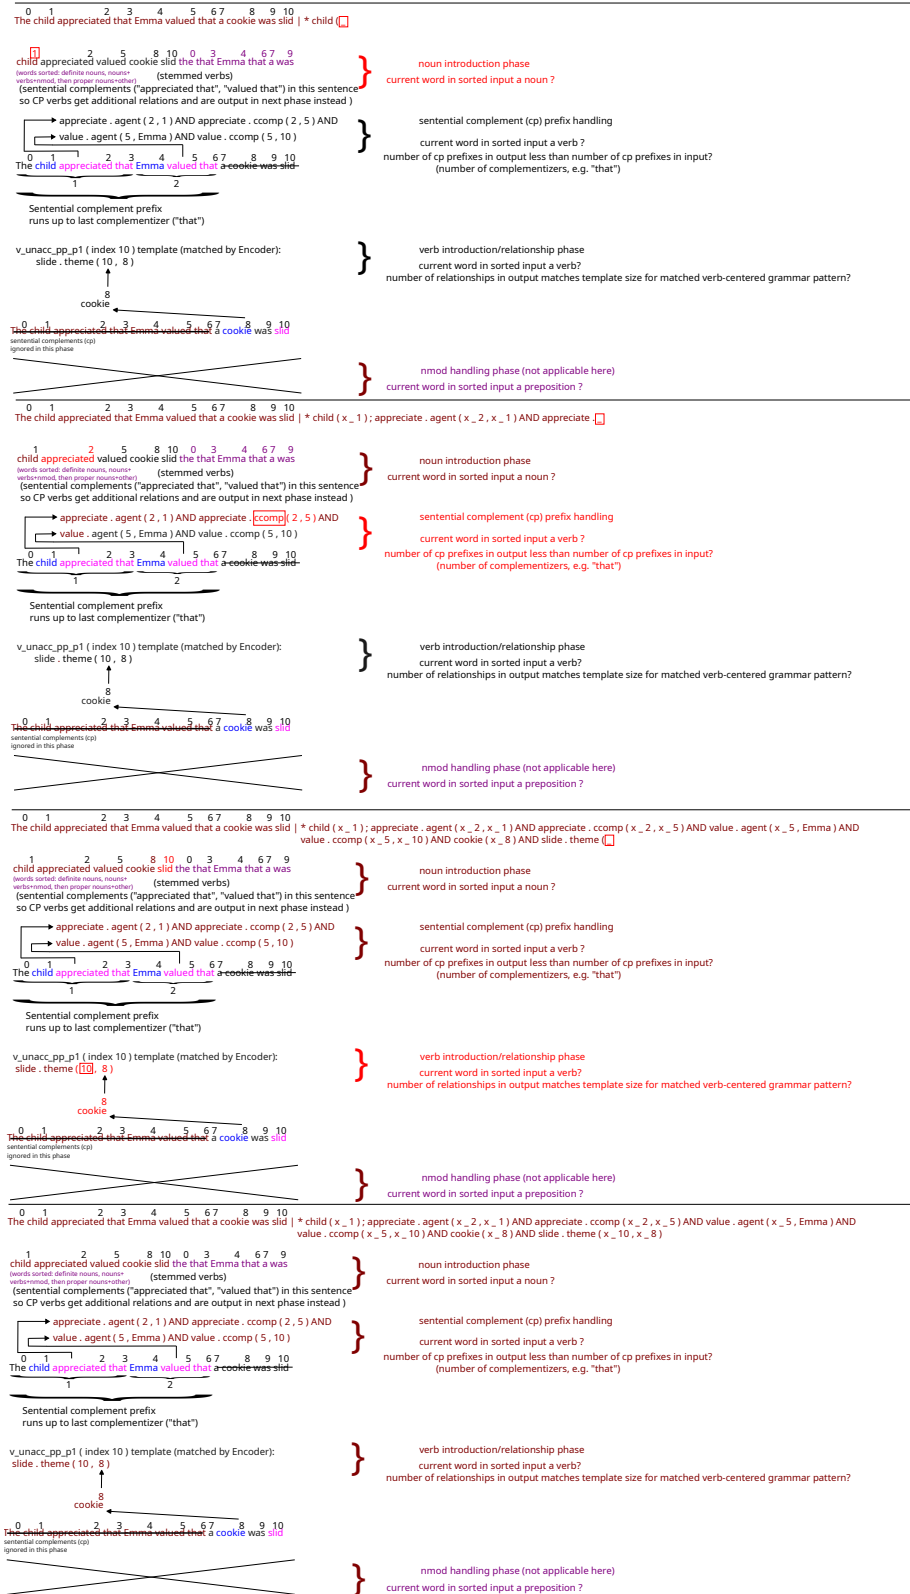 0 1 2 3 4 5 6 7 8 9 10
The child appreciated that Emma valued that a cookie was slid | * child ( _
1 2 5 8 10 0 3 4 6 7 9
child appreciated valued cookie slid the that Emma that a was
(words sorted: definite nouns, nouns+
verbs+nmod, then proper nouns+other)
(stemmed verbs)
(sentential complements ("appreciated that", "valued that") in this sentence
so CP verbs get additional relations and are output in next phase instead )
noun introduction phase
current word in sorted input a noun ?
appreciate . agent ( 2 , 1 ) AND appreciate . ccomp ( 2 , 5 ) AND
value . agent ( 5 , Emma ) AND value . ccomp ( 5 , 10 )
0 1 2 3 4 5 6 7 8 9 10
The child appreciated that Emma valued that a cookie was slid
1 2
Sentential complement prefix
runs up to last complementizer ("that")
sentential complement (cp) prefix handling
current word in sorted input a verb ?
number of cp prefixes in output less than number of cp prefixes in input?
(number of complementizers, e.g. "that")
v_unacc_pp_p1 ( index 10 ) template (matched by Encoder):
slide . theme ( 10 , 8 )
8
cookie
0 1 2 3 4 5 6 7 8 9 10
The child appreciated that Emma valued that a cookie was slid
sentential complements (cp)
ignored in this phase
verb introduction/relationship phase
current word in sorted input a verb?
number of relationships in output matches template size for matched verb-centered grammar pattern?
nmod handling phase (not applicable here)
current word in sorted input a preposition ?
0 1 2 3 4 5 6 7 8 9 10
The child appreciated that Emma valued that a cookie was slid | * child ( x _ 1 ) ; appreciate . agent ( x _ 2 , x _ 1 ) AND appreciate . _
1 2 5 8 10 0 3 4 6 7 9
child appreciated valued cookie slid the that Emma that a was
(words sorted: definite nouns, nouns+
verbs+nmod, then proper nouns+other)
(stemmed verbs)
(sentential complements ("appreciated that", "valued that") in this sentence
so CP verbs get additional relations and are output in next phase instead )
noun introduction phase
current word in sorted input a noun ?
appreciate . agent ( 2 , 1 ) AND appreciate . ccomp ( 2 , 5 ) AND
value . agent ( 5 , Emma ) AND value . ccomp ( 5 , 10 )
0 1 2 3 4 5 6 7 8 9 10
The child appreciated that Emma valued that a cookie was slid
1 2
Sentential complement prefix
runs up to last complementizer ("that")
sentential complement (cp) prefix handling
current word in sorted input a verb ?
number of cp prefixes in output less than number of cp prefixes in input?
(number of complementizers, e.g. "that")
v_unacc_pp_p1 ( index 10 ) template (matched by Encoder):
slide . theme ( 10 , 8 )
8
cookie
0 1 2 3 4 5 6 7 8 9 10
The child appreciated that Emma valued that a cookie was slid
sentential complements (cp)
ignored in this phase
verb introduction/relationship phase
current word in sorted input a verb?
number of relationships in output matches template size for matched verb-centered grammar pattern?
nmod handling phase (not applicable here)
current word in sorted input a preposition ?
0 1 2 3 4 5 6 7 8 9 10
The child appreciated that Emma valued that a cookie was slid | * child ( x _ 1 ) ; appreciate . agent ( x _ 2 , x _ 1 ) AND appreciate . ccomp ( x _ 2 , x _ 5 ) AND value . agent ( x _ 5 , Emma ) AND
value . ccomp ( x _ 5 , x _ 10 ) AND cookie ( x _ 8 ) AND slide . theme ( _
1 2 5 8 10 0 3 4 6 7 9
child appreciated valued cookie slid the that Emma that a was
(words sorted: definite nouns, nouns+
verbs+nmod, then proper nouns+other)
(stemmed verbs)
(sentential complements ("appreciated that", "valued that") in this sentence
so CP verbs get additional relations and are output in next phase instead )
noun introduction phase
current word in sorted input a noun ?
appreciate . agent ( 2 , 1 ) AND appreciate . ccomp ( 2 , 5 ) AND
value . agent ( 5 , Emma ) AND value . ccomp ( 5 , 10 )
0 1 2 3 4 5 6 7 8 9 10
The child appreciated that Emma valued that a cookie was slid
1 2
Sentential complement prefix
runs up to last complementizer ("that")
sentential complement (cp) prefix handling
current word in sorted input a verb ?
number of cp prefixes in output less than number of cp prefixes in input?
(number of complementizers, e.g. "that")
v_unacc_pp_p1 ( index 10 ) template (matched by Encoder):
slide . theme ( 10 , 8 )
8
cookie
0 1 2 3 4 5 6 7 8 9 10
The child appreciated that Emma valued that a cookie was slid
sentential complements (cp)
ignored in this phase
verb introduction/relationship phase
current word in sorted input a verb?
number of relationships in output matches template size for matched verb-centered grammar pattern?
nmod handling phase (not applicable here)
current word in sorted input a preposition ?
0 1 2 3 4 5 6 7 8 9 10
The child appreciated that Emma valued that a cookie was slid | * child ( x _ 1 ) ; appreciate . agent ( x _ 2 , x _ 1 ) AND appreciate . ccomp ( x _ 2 , x _ 5 ) AND value . agent ( x _ 5 , Emma ) AND
value . ccomp ( x _ 5 , x _ 10 ) AND cookie ( x _ 8 ) AND slide . theme ( x _ 10 , x _ 8 )
1 2 5 8 10 0 3 4 6 7 9
child appreciated valued cookie slid the that Emma that a was
(words sorted: definite nouns, nouns+
verbs+nmod, then proper nouns+other)
(stemmed verbs)
(sentential complements ("appreciated that", "valued that") in this sentence
so CP verbs get additional relations and are output in next phase instead )
noun introduction phase
current word in sorted input a noun ?
appreciate . agent ( 2 , 1 ) AND appreciate . ccomp ( 2 , 5 ) AND
value . agent ( 5 , Emma ) AND value . ccomp ( 5 , 10 )
0 1 2 3 4 5 6 7 8 9 10
The child appreciated that Emma valued that a cookie was slid
1 2
Sentential complement prefix
runs up to last complementizer ("that")
sentential complement (cp) prefix handling
current word in sorted input a verb ?
number of cp prefixes in output less than number of cp prefixes in input?
(number of complementizers, e.g. "that")
v_unacc_pp_p1 ( index 10 ) template (matched by Encoder):
slide . theme ( 10 , 8 )
8
cookie
0 1 2 3 4 5 6 7 8 9 10
The child appreciated that Emma valued that a cookie was slid
sentential complements (cp)
ignored in this phase
verb introduction/relationship phase
current word in sorted input a verb?
number of relationships in output matches template size for matched verb-centered grammar pattern?
nmod handling phase (not applicable here)
current word in sorted input a preposition ?